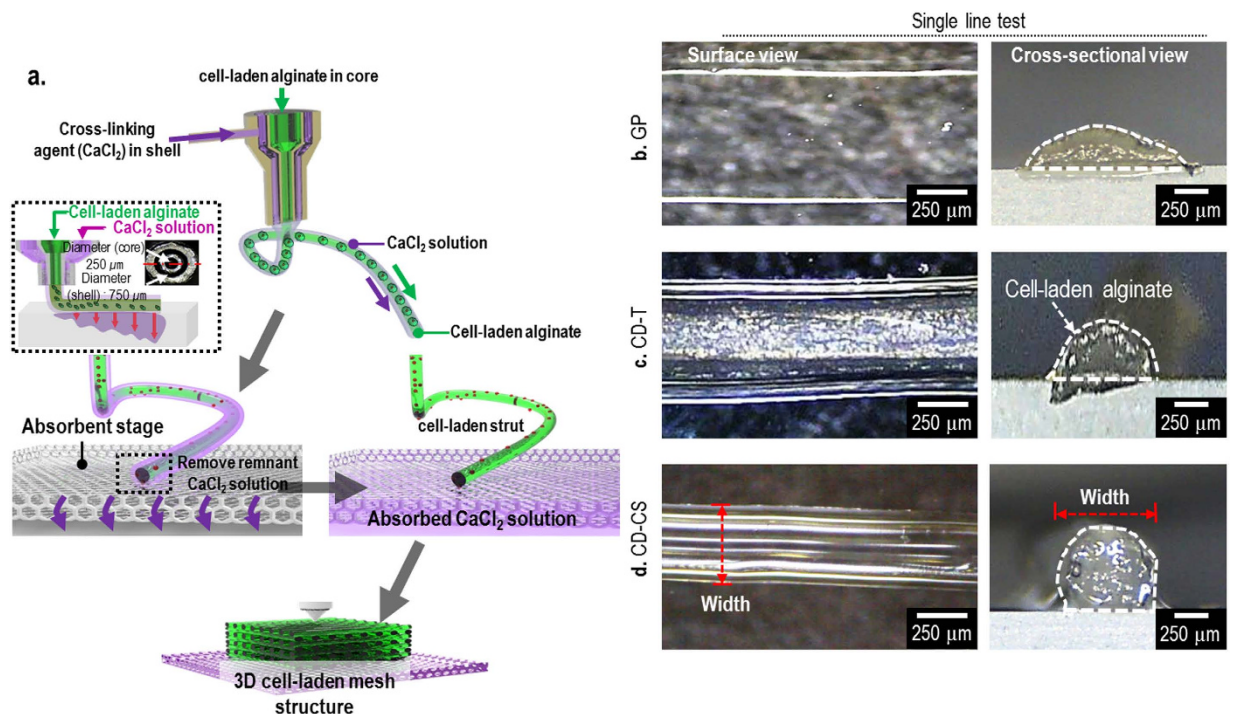 a.
cell-laden alginate in core
Cross-linking
agent (CaCl2) in shell
Cell-laden alginate
CaCl2 solution
Diameter (core)
250 μm
Diameter
(shell) : 750 μm
CaCl2 solution
Cell-laden alginate
Absorbent stage
Remove remnant
CaCl2 solution
cell-laden strut
Absorbed CaCl2 solution
3D cell-laden mesh
structure
Single line test
b. GP
Surface view
250 μm
Cross-sectional view
250 μm
c. CD-T
250 μm
Cell-laden alginate
250 μm
d. CD-CS
Width
250 μm
Width
250 μm